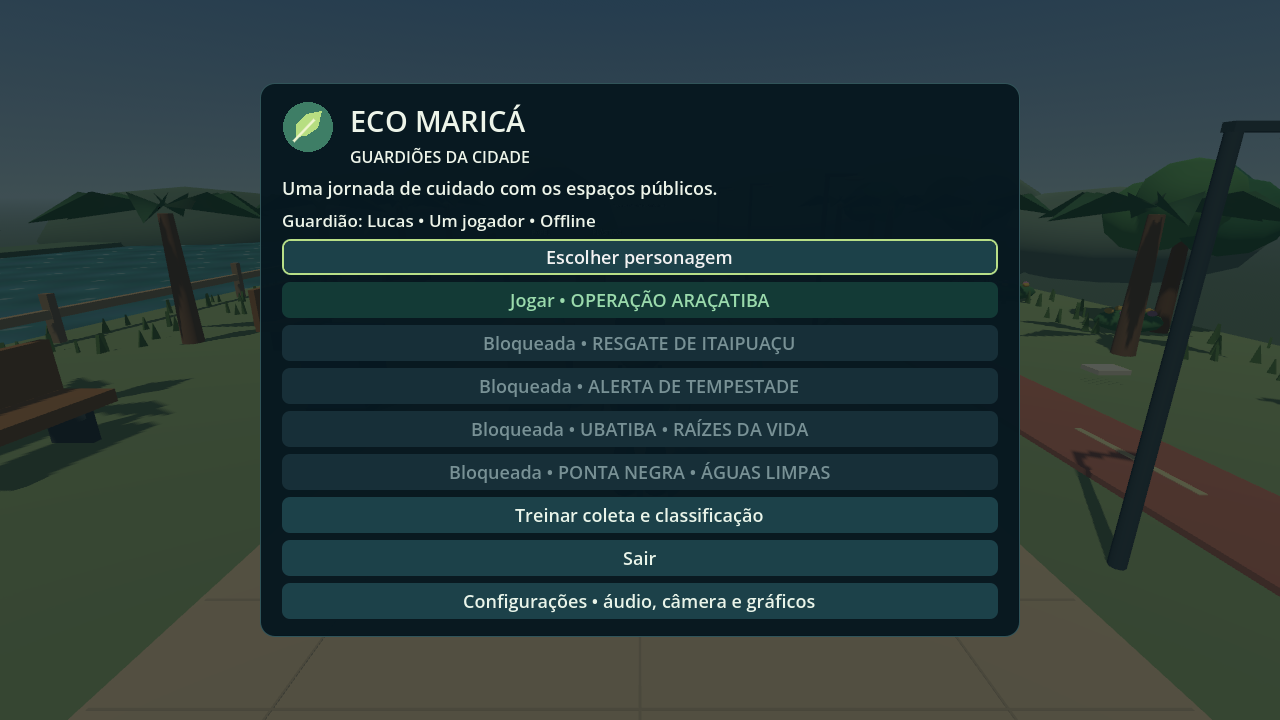 ECO MARICÁ
GUARDIÕES DA CIDADE
Uma jornada de cuidado com os espaços públicos.
Guardião: Lucas • Um jogador • Offline
Escolher personagem
Jogar • OPERAÇÃO ARAÇATIBA
Bloqueada • RESGATE DE ITAIPUAÇU
Bloqueada • ALERTA DE TEMPESTADE
Bloqueada • UBATIBA • RAÍZES DA VIDA
Bloqueada • PONTA NEGRA • ÁGUAS LIMPAS
Treinar coleta e classificação
Sair
Configurações • áudio, câmera e gráficos